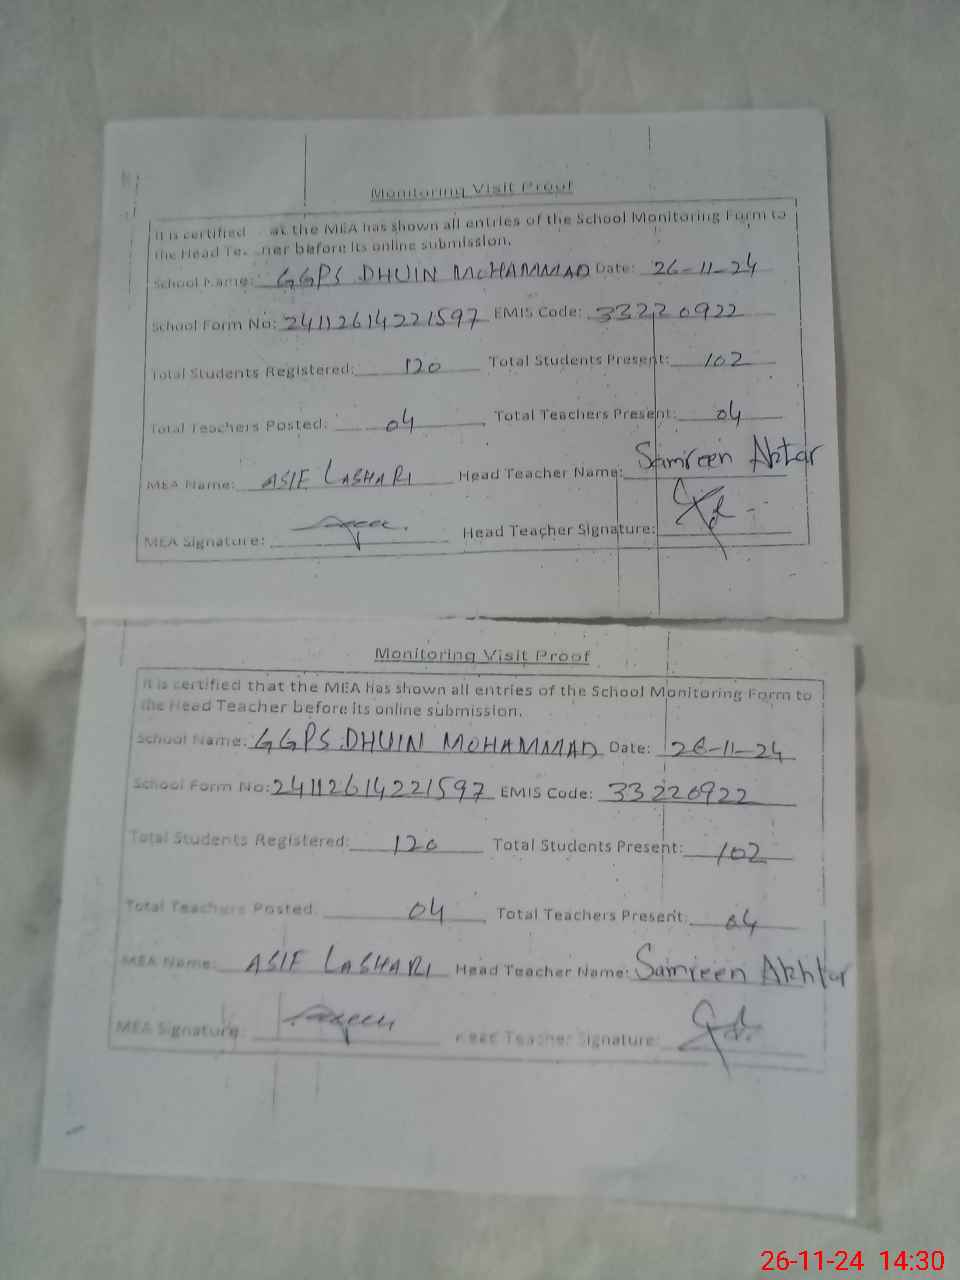 Monitoring Visit Proof
It is certified at the MEA has shown all entries of the School Monitoring Form to
the Head Te ner before its online submission.
School Name: GGPS DHUIN MOHAMMAD Date: 26-11-24
School Form No: 24112614221597 EMIS Code: 33220922
Total Students Registered: 120 Total Students Present: 102
Total Teachers Posted: 04 Total Teachers Present: 04
MEA Name: ASIF LASHARI Head Teacher Name: Samreen Akhtar
MEA Signature: Head Teacher Signature:
Monitoring Visit Proof
It is certified that the MEA has shown all entries of the School Monitoring Form to
the Head Teacher before its online submission.
School Name: GGPS DHUIN MOHAMMAD Date: 26-11-24
School Form No: 24112614221597 EMIS Code: 33220922
Total Students Registered: 120 Total Students Present: 102
Total Teachers Posted: 04 Total Teachers Present: 04
MEA Name: ASIF LASHARI Head Teacher Name: Samreen Akhtar
MEA Signature: Head Teacher Signature:
26-11-24 14:30